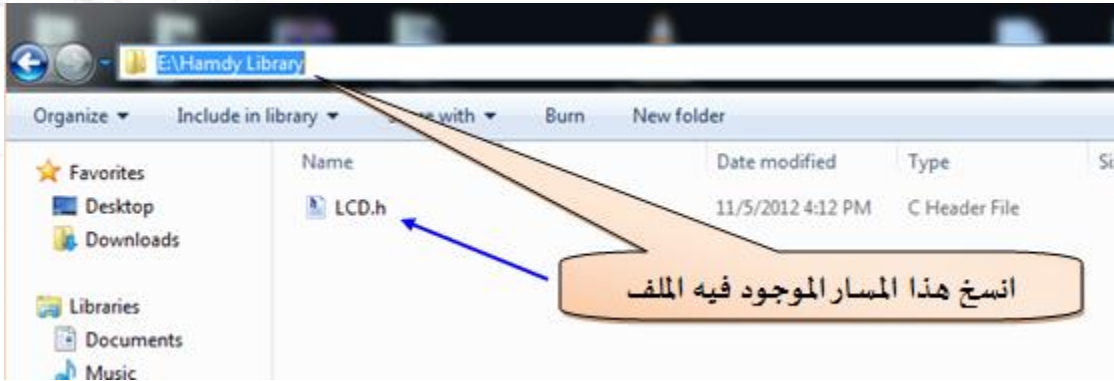 E:\Hamdy Library
Organize Include in library with Burn New folder
Name Date modified Type
Favorites
Desktop
Downloads
Libraries
Documents
Music
LCD.h 11/5/2012 4:12 PM C Header File
انسخ هذا المسار الموجود فيه الملف